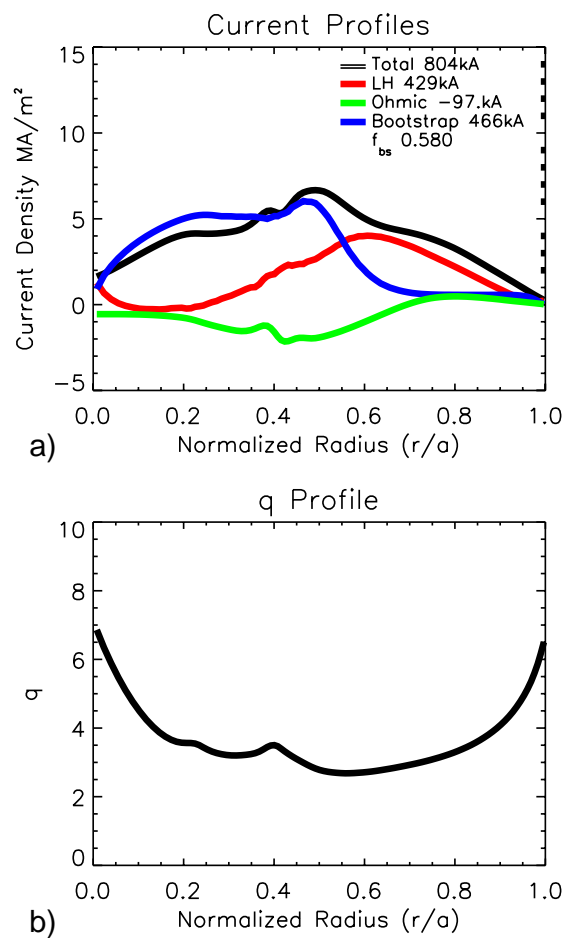 Current Profiles
Total 804kA
LH 429kA
Ohmic -97.kA
Bootstrap 466kA
f_bs 0.580
Current Density MA/m²
15
10
5
0
-5
0.0 0.2 0.4 0.6 0.8 1.0
Normalized Radius (r/a)
a)
q Profile
q
10
8
6
4
2
0
0.0 0.2 0.4 0.6 0.8 1.0
Normalized Radius (r/a)
b)